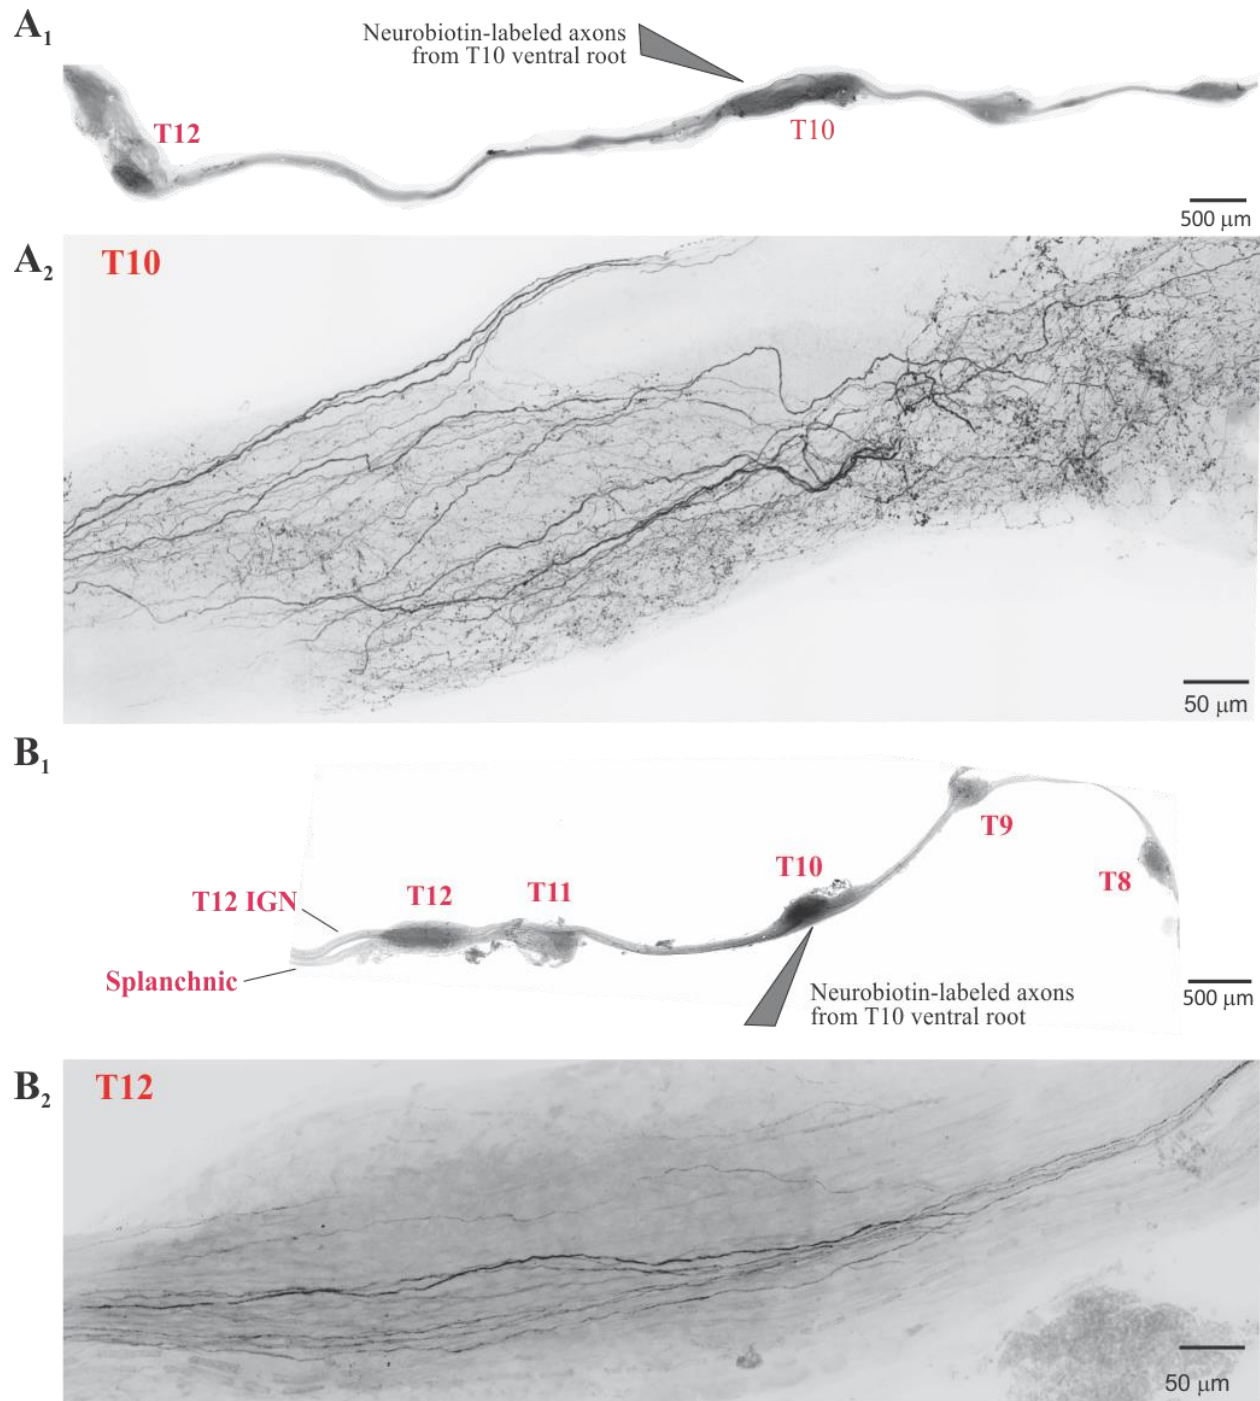 A1
Neurobiotin-labeled axons
from T10 ventral root
T12
T10
500 μm
A2
T10
50 μm
B1
T9
T10
T8
T12 IGN
T12
T11
Splanchnic
500 μm
Neurobiotin-labeled axons
from T10 ventral root
B2
T12
50 μm